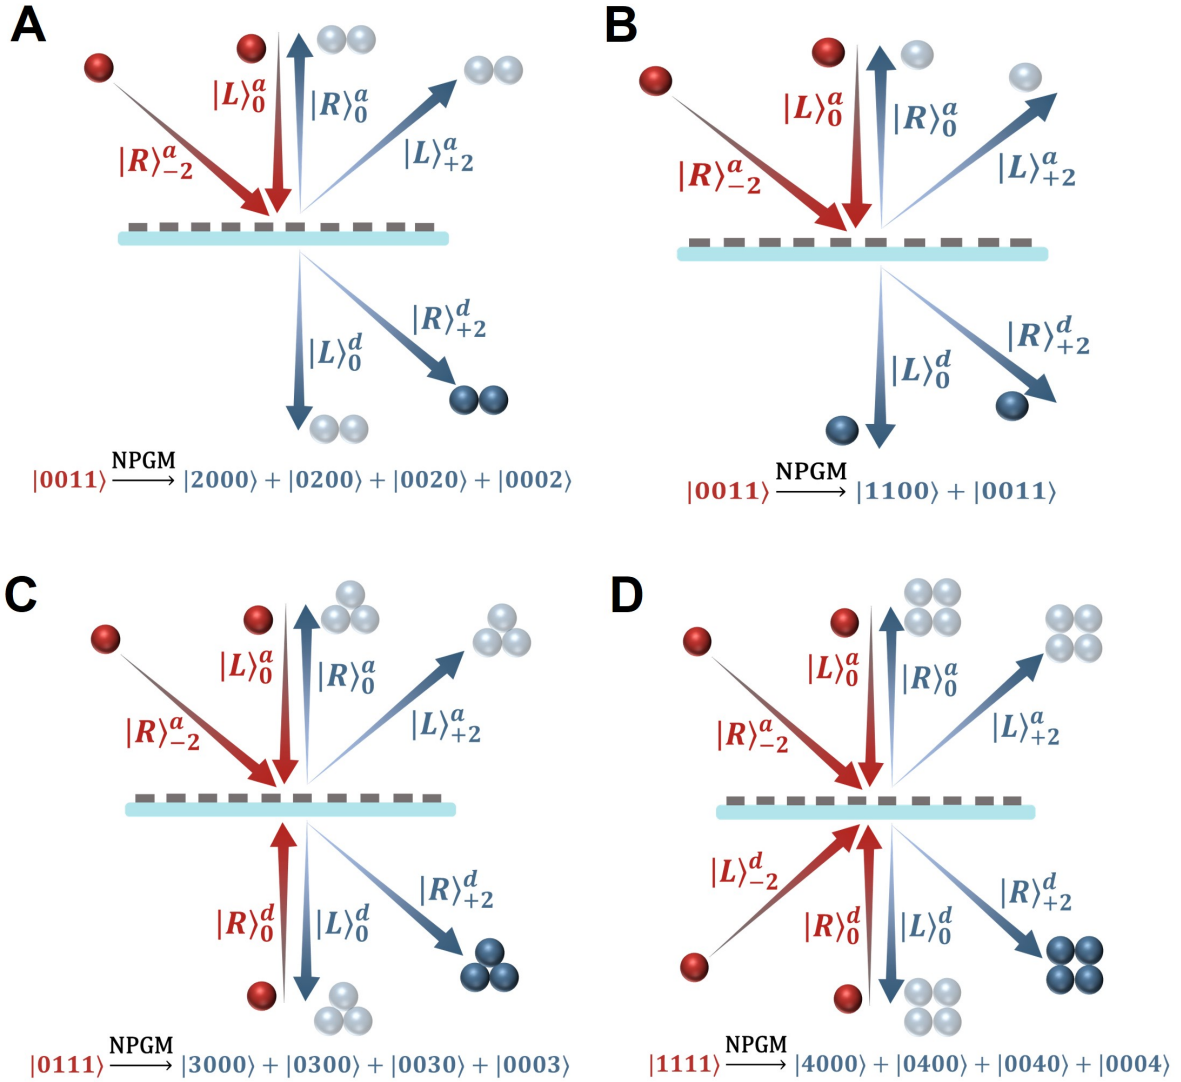 A
|L⟩₀ᵃ
|R⟩₀ᵃ
|R⟩₋₂ᵃ
|L⟩₊₂ᵃ
|R⟩₊₂ᵈ
|L⟩₀ᵈ
|0011⟩ NPGM⟶ |2000⟩ + |0200⟩ + |0020⟩ + |0002⟩
B
|L⟩₀ᵃ
|R⟩₀ᵃ
|R⟩₋₂ᵃ
|L⟩₊₂ᵃ
|R⟩₊₂ᵈ
|L⟩₀ᵈ
|0011⟩ NPGM⟶ |1100⟩ + |0011⟩
C
|L⟩₀ᵃ
|R⟩₀ᵃ
|R⟩₋₂ᵃ
|L⟩₊₂ᵃ
|R⟩₊₂ᵈ
|R⟩₀ᵈ
|L⟩₀ᵈ
|0111⟩ NPGM⟶ |3000⟩ + |0300⟩ + |0030⟩ + |0003⟩
D
|L⟩₀ᵃ
|R⟩₀ᵃ
|R⟩₋₂ᵃ
|L⟩₊₂ᵃ
|L⟩₋₂ᵈ
|R⟩₊₂ᵈ
|R⟩₀ᵈ
|L⟩₀ᵈ
|1111⟩ NPGM⟶ |4000⟩ + |0400⟩ + |0040⟩ + |0004⟩